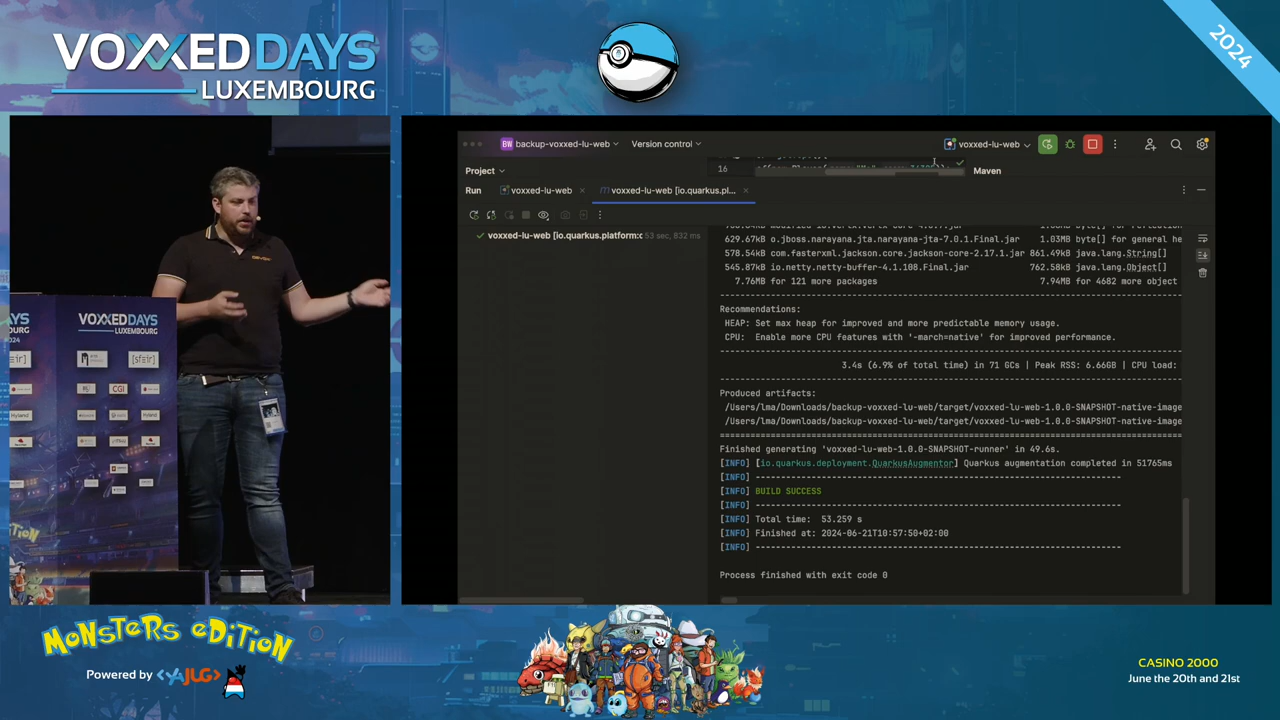 VOXXEDDAYS
LUXEMBOURG
2024
VOXXEDDAYS
LUXEMBOURG
[sfeir]
CGI
Hyland
BW backup-voxxed-lu-web
Version control
voxxed-lu-web
Project
16
Maven
Run
voxxed-lu-web
voxxed-lu-web [io.quarkus.pl...
voxxed-lu-web [io.quarkus.platform:q 53 sec, 832 ms
629.67kB o.jboss.narayana.jta.narayana-jta-7.0.1.Final.jar 1.03MB byte[] for general he
578.54kB com.fasterxml.jackson.core.jackson-core-2.17.1.jar 861.49kB java.lang.String[]
545.87kB io.netty.netty-buffer-4.1.108.Final.jar 762.58kB java.lang.Object[]
7.76MB for 121 more packages 7.94MB for 4682 more object
Recommendations:
HEAP: Set max heap for improved and more predictable memory usage.
CPU: Enable more CPU features with '-march=native' for improved performance.
3.4s (6.9% of total time) in 71 GCs | Peak RSS: 6.66GB | CPU load:
Produced artifacts:
/Users/lma/Downloads/backup-voxxed-lu-web/target/voxxed-lu-web-1.0.0-SNAPSHOT-native-image
/Users/lma/Downloads/backup-voxxed-lu-web/target/voxxed-lu-web-1.0.0-SNAPSHOT-native-image
Finished generating 'voxxed-lu-web-1.0.0-SNAPSHOT-runner' in 49.6s.
[INFO] [io.quarkus.deployment.QuarkusAugmentor] Quarkus augmentation completed in 51765ms
[INFO] ------------------------------------------------------------------------
[INFO] BUILD SUCCESS
[INFO] ------------------------------------------------------------------------
[INFO] Total time:  53.259 s
[INFO] Finished at: 2024-06-21T10:57:50+02:00
[INFO] ------------------------------------------------------------------------
Process finished with exit code 0
MONSTERS EDITION
Powered by <YAJLG>
CASINO 2000
June the 20th and 21st